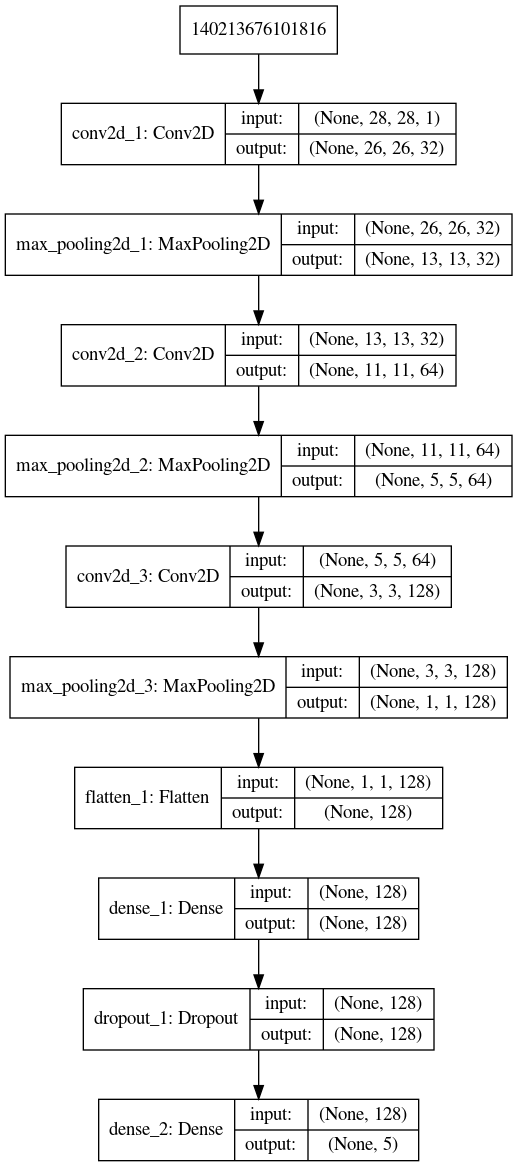 140213676101816
conv2d_1: Conv2D
input: (None, 28, 28, 1)
output: (None, 26, 26, 32)
max_pooling2d_1: MaxPooling2D
input: (None, 26, 26, 32)
output: (None, 13, 13, 32)
conv2d_2: Conv2D
input: (None, 13, 13, 32)
output: (None, 11, 11, 64)
max_pooling2d_2: MaxPooling2D
input: (None, 11, 11, 64)
output: (None, 5, 5, 64)
conv2d_3: Conv2D
input: (None, 5, 5, 64)
output: (None, 3, 3, 128)
max_pooling2d_3: MaxPooling2D
input: (None, 3, 3, 128)
output: (None, 1, 1, 128)
flatten_1: Flatten
input: (None, 1, 1, 128)
output: (None, 128)
dense_1: Dense
input: (None, 128)
output: (None, 128)
dropout_1: Dropout
input: (None, 128)
output: (None, 128)
dense_2: Dense
input: (None, 128)
output: (None, 5)